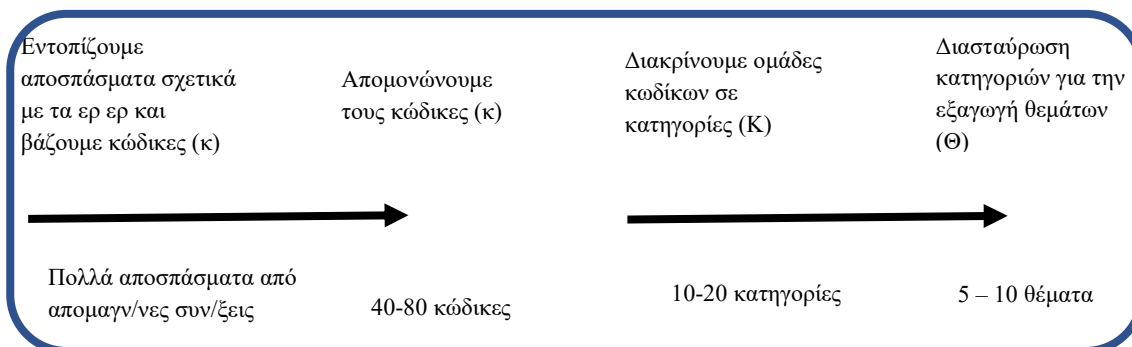 Εντοπίζουμε
αποσπάσματα σχετικά
με τα ερ ερ και
βάζουμε κώδικες (κ)
Απομονώνουμε
τους κώδικες (κ)
Διακρίνουμε ομάδες
κωδίκων σε
κατηγορίες (Κ)
Διασταύρωση
κατηγοριών για την
εξαγωγή θεμάτων
(Θ)
Πολλά αποσπάσματα από
απομαγν/νες συν/ξεις
40-80 κώδικες
10-20 κατηγορίες
5 – 10 θέματα